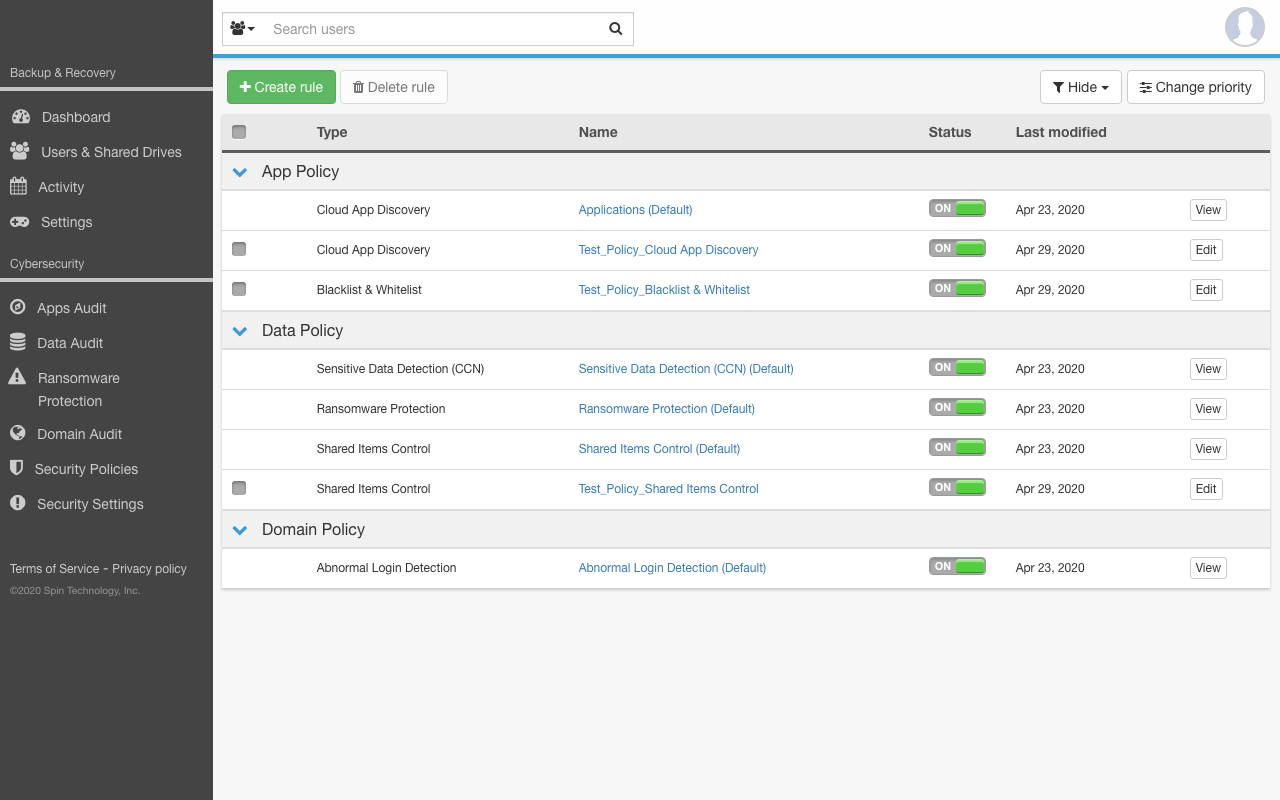 Search users
Backup & Recovery
Dashboard
Users & Shared Drives
Activity
Settings
Cybersecurity
Apps Audit
Data Audit
Ransomware
Protection
Domain Audit
Security Policies
Security Settings
Terms of Service - Privacy policy
©2020 Spin Technology, Inc.
Create rule Delete rule Hide Change priority
Type Name Status Last modified
App Policy
Cloud App Discovery Applications (Default) ON Apr 23, 2020 View
Cloud App Discovery Test_Policy_Cloud App Discovery ON Apr 29, 2020 Edit
Blacklist & Whitelist Test_Policy_Blacklist & Whitelist ON Apr 29, 2020 Edit
Data Policy
Sensitive Data Detection (CCN) Sensitive Data Detection (CCN) (Default) ON Apr 23, 2020 View
Ransomware Protection Ransomware Protection (Default) ON Apr 23, 2020 View
Shared Items Control Shared Items Control (Default) ON Apr 23, 2020 View
Shared Items Control Test_Policy_Shared Items Control ON Apr 29, 2020 Edit
Domain Policy
Abnormal Login Detection Abnormal Login Detection (Default) ON Apr 23, 2020 View